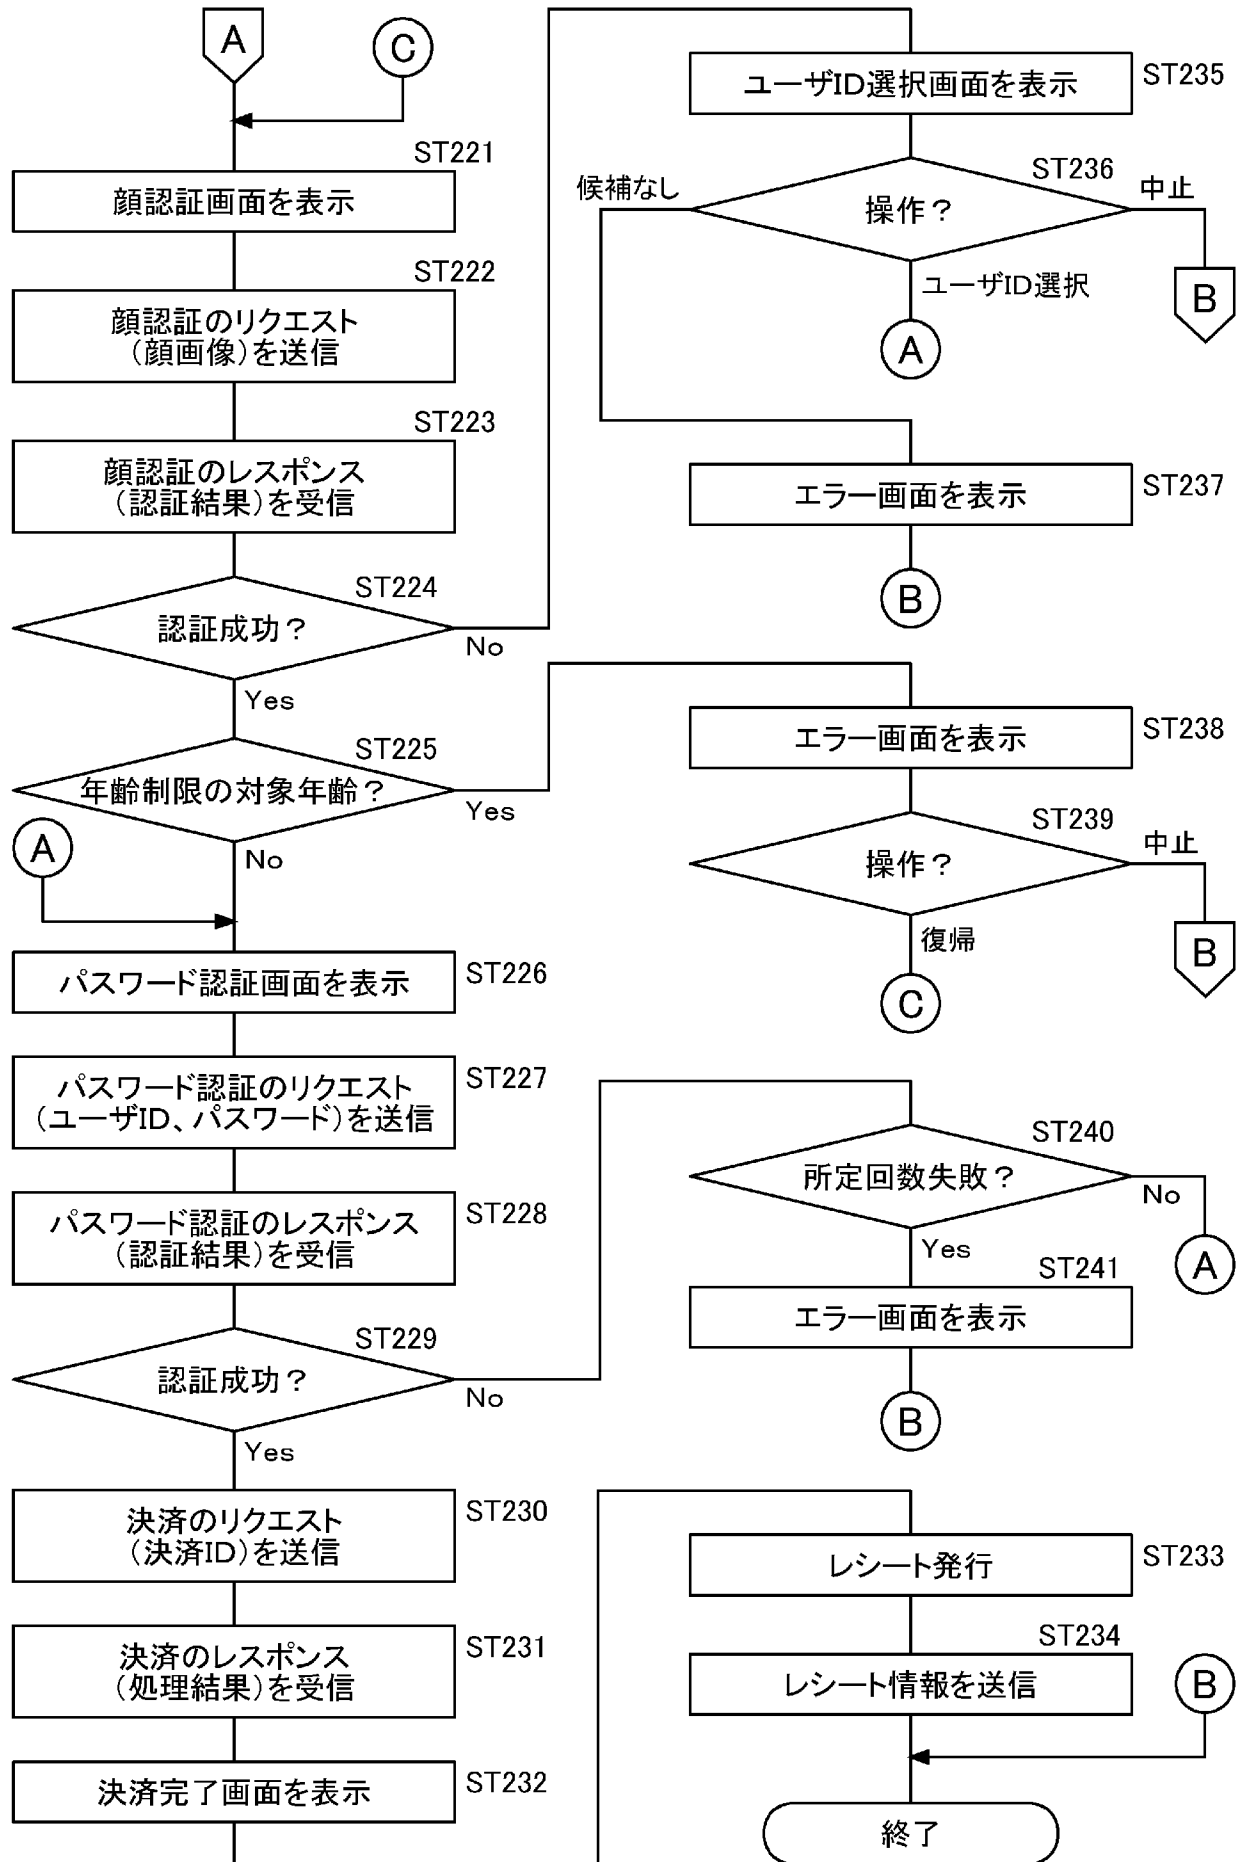 A
C
ST221
顔認証画面を表示
ST222
顔認証のリクエスト
(顔画像)を送信
ST223
顔認証のレスポンス
(認証結果)を受信
ST224
認証成功?
No
Yes
ST225
年齢制限の対象年齢?
Yes
No
A
パスワード認証画面を表示
ST226
パスワード認証のリクエスト
(ユーザID、パスワード)を送信
ST227
パスワード認証のレスポンス
(認証結果)を受信
ST228
ST229
認証成功?
No
Yes
決済のリクエスト
(決済ID)を送信
ST230
決済のレスポンス
(処理結果)を受信
ST231
決済完了画面を表示
ST232
ユーザID選択画面を表示
ST235
ST236
候補なし
操作?
中止
ユーザID選択
B
A
エラー画面を表示
ST237
B
エラー画面を表示
ST238
ST239
操作?
中止
復帰
B
C
ST240
所定回数失敗?
No
Yes
A
ST241
エラー画面を表示
B
レシート発行
ST233
ST234
レシート情報を送信
B
終了